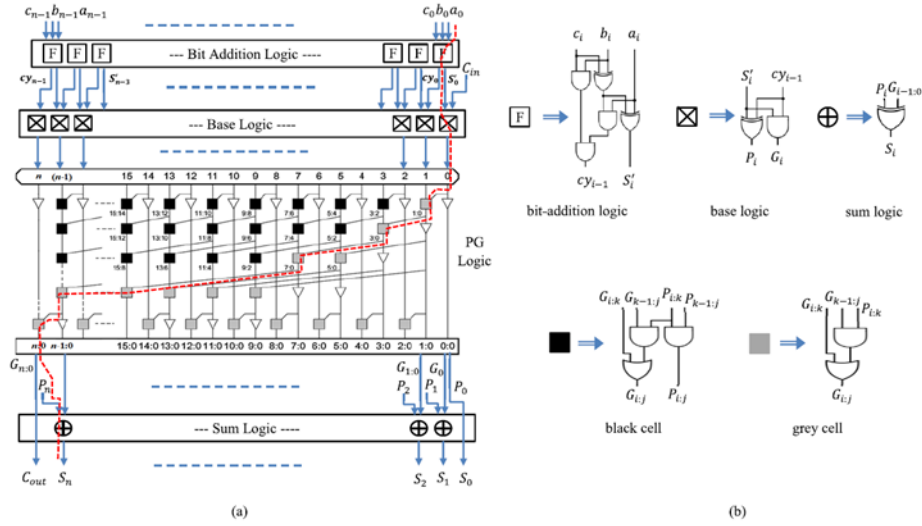 c_{n-1} b_{n-1} a_{n-1} c_0 b_0 a_0
F F F --- Bit Addition Logic ---- F F F
cy_{n-1} S'_{n-3} cy_0 S'_0 C_{in}
--- Base Logic ----
n (n-1) 15 14 13 12 11 10 9 8 7 6 5 4 3 2 1 0
15:14 13:12 11:10 9:8 7:6 5:4 3:2 1:0
15:12 13:10 11:8 9:6 7:4 5:2 3:0
15:8 13:6 11:4 9:2 7:0 5:0
PG
Logic
n:0 n-1:0 15:0 14:0 13:0 12:0 11:0 10:0 9:0 8:0 7:0 6:0 5:0 4:0 3:0 2:0 1:0 0:0
G_{n:0} G_{1:0} G_0
P_n P_2 P_1 P_0
--- Sum Logic ----
C_{out} S_n S_2 S_1 S_0
(a)
c_i b_i a_i
F
cy_{i-1} S'_i
bit-addition logic
S'_i cy_{i-1}
P_i G_i
base logic
P_i G_{i-1:0}
S_i
sum logic
G_{i:k} G_{k-1:j} P_{i:k} P_{k-1:j}
G_{i:j} P_{i:j}
black cell
G_{i:k} G_{k-1:j} P_{i:k}
G_{i:j}
grey cell
(b)